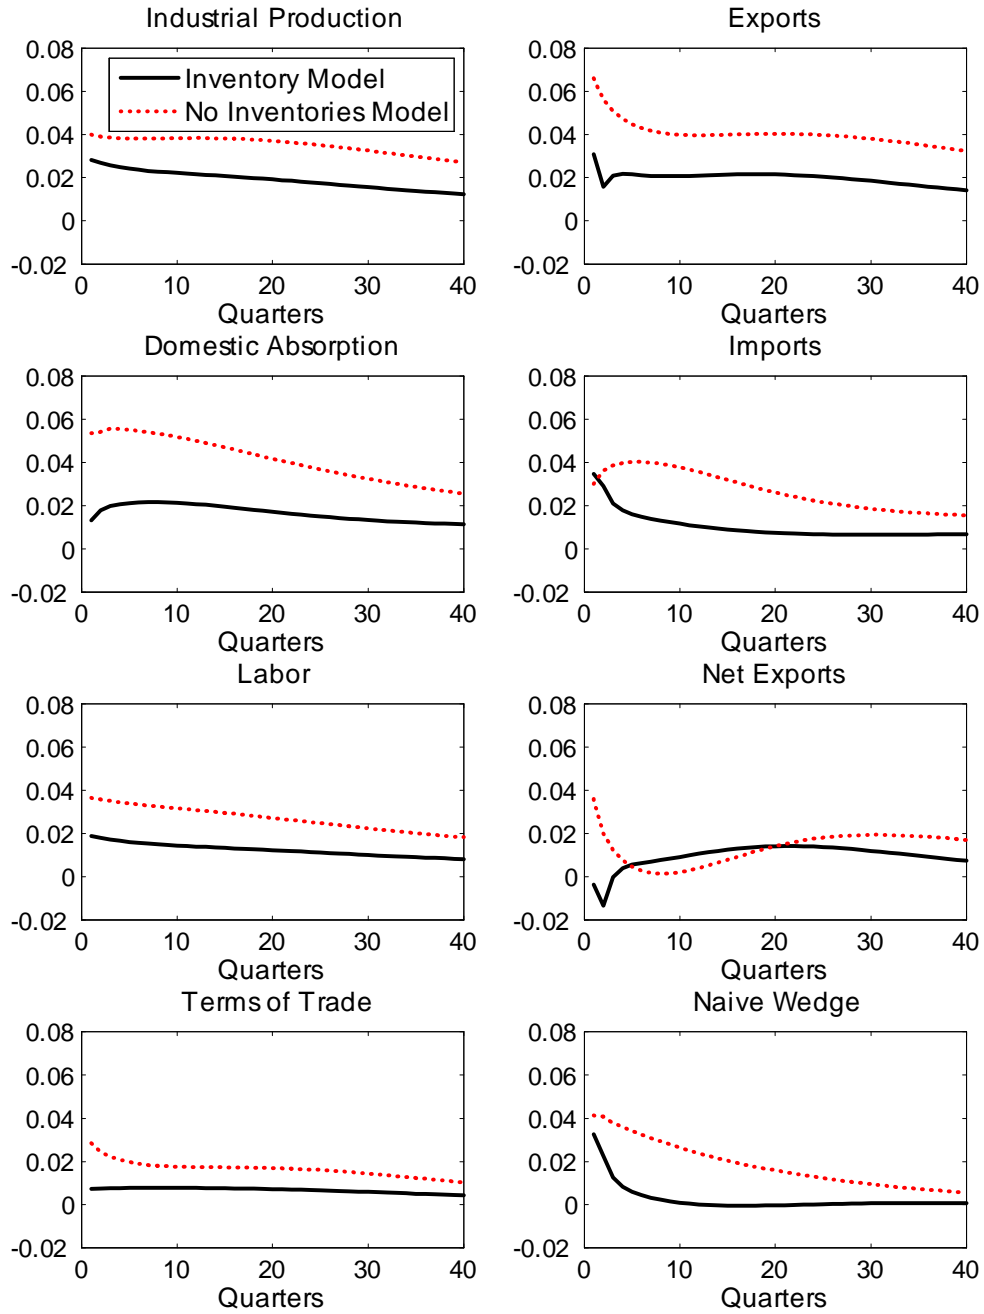 Industrial Production
0.08
0.06
0.04
0.02
0
-0.02
0 10 20 30 40
Quarters
Inventory Model
No Inventories Model
Exports
0.08
0.06
0.04
0.02
0
-0.02
0 10 20 30 40
Quarters
Domestic Absorption
0.08
0.06
0.04
0.02
0
-0.02
0 10 20 30 40
Quarters
Imports
0.08
0.06
0.04
0.02
0
-0.02
0 10 20 30 40
Quarters
Labor
0.08
0.06
0.04
0.02
0
-0.02
0 10 20 30 40
Quarters
Net Exports
0.08
0.06
0.04
0.02
0
-0.02
0 10 20 30 40
Quarters
Terms of Trade
0.08
0.06
0.04
0.02
0
-0.02
0 10 20 30 40
Quarters
Naive Wedge
0.08
0.06
0.04
0.02
0
-0.02
0 10 20 30 40
Quarters